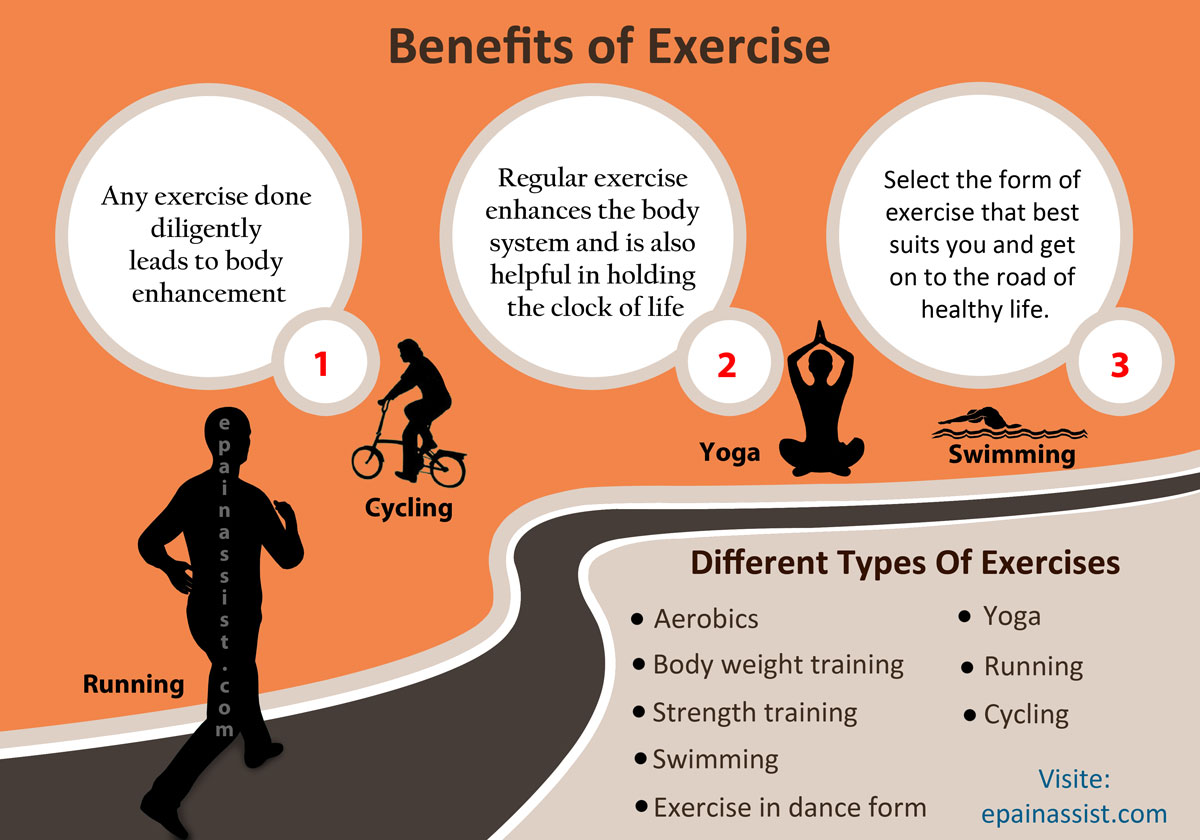 Benefits of Exercise
Any exercise done
diligently
leads to body
enhancement
1
Regular exercise
enhances the body
system and is also
helpful in holding
the clock of life
2
Select the form of
exercise that best
suits you and get
on to the road of
healthy life.
3
Cycling
Yoga
Swimming
epainassist.com
Running
Different Types Of Exercises
Aerobics
Body weight training
Strength training
Swimming
Exercise in dance form
Yoga
Running
Cycling
Visite:
epainassist.com